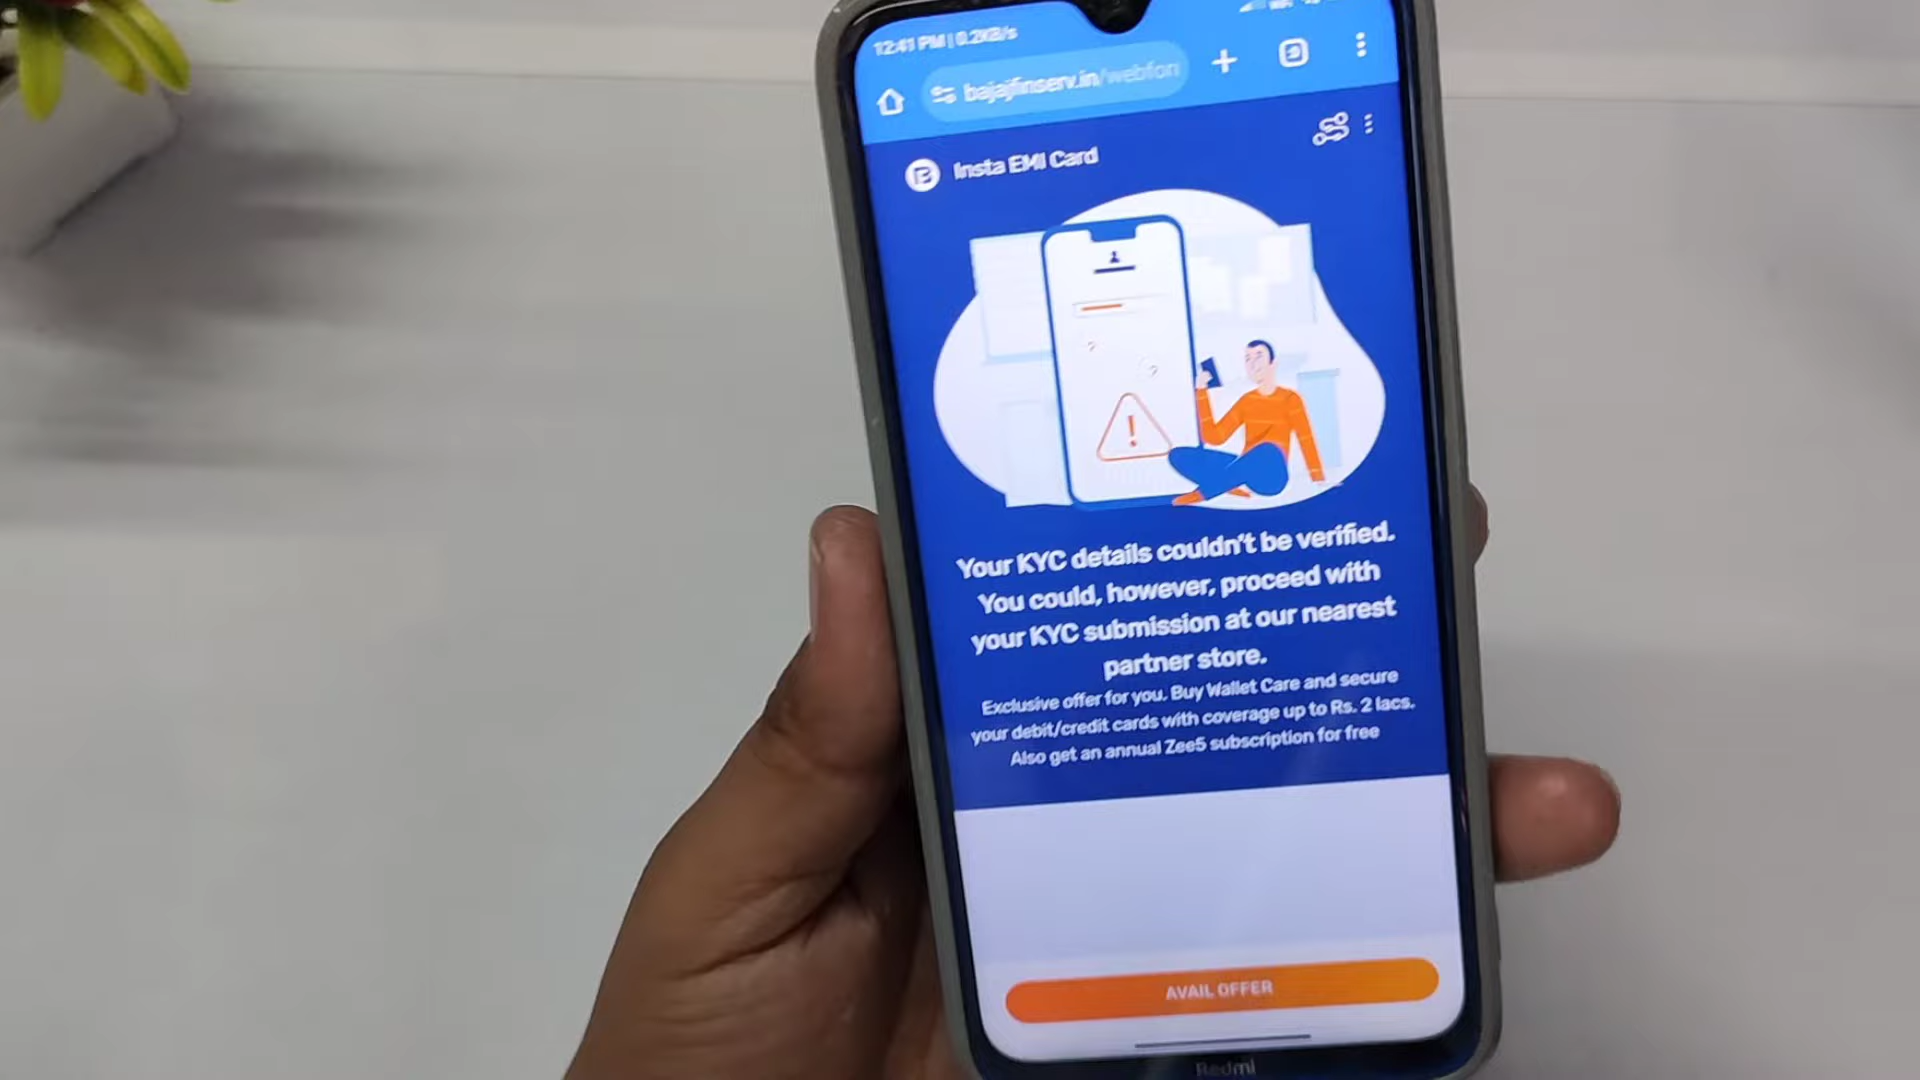 12:41 PM | 0.2KB/s
bajajfinserv.in/webfon
Insta EMI Card
Your KYC details couldn't be verified.
You could, however, proceed with
your KYC submission at our nearest
partner store.
Exclusive offer for you. Buy Wallet Care and secure
your debit/credit cards with coverage up to Rs. 2 lacs.
Also get an annual Zee5 subscription for free
AVAIL OFFER
Redmi